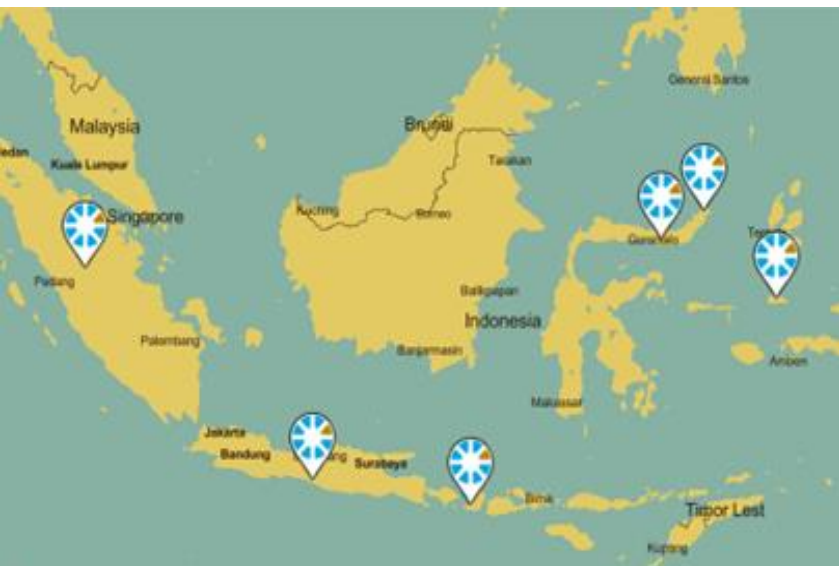 General Santos
Malaysia
Brunei
Kuala Lumpur
Tarakan
Kuching
Borneo
Singapore
Gorontalo
Padang
Balikpapan
Indonesia
Palembang
Banjarmasin
Ambon
Makassar
Jakarta
Bandung
Surabaya
Bima
Timor Lest
Kupang